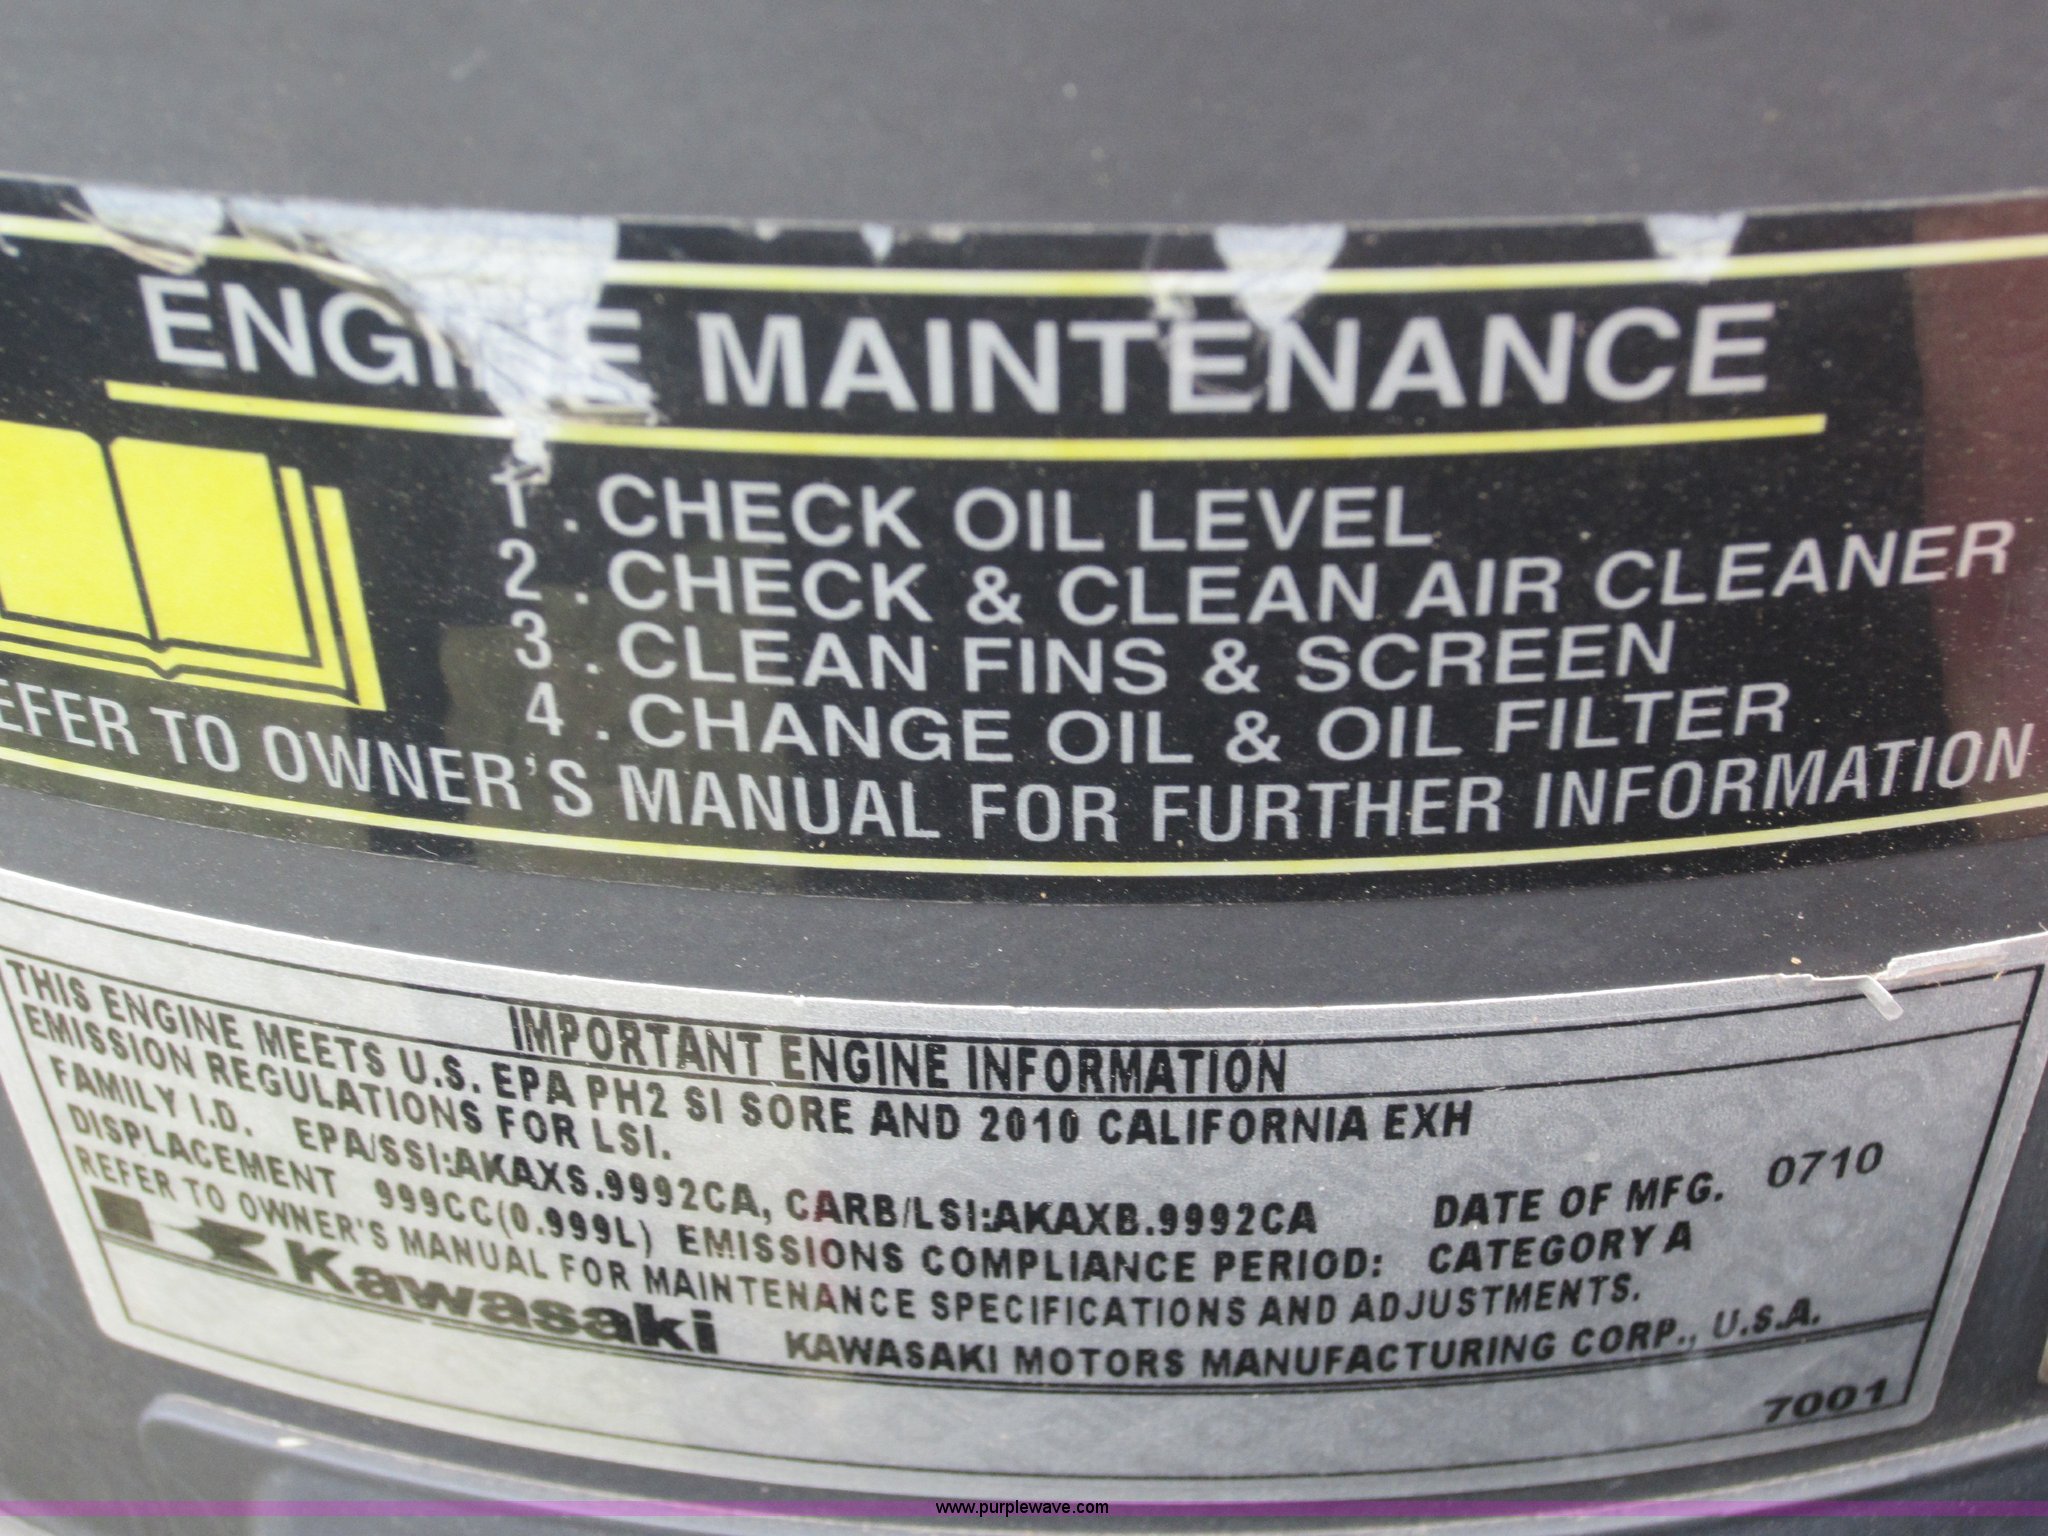 ENGINE MAINTENANCE
1. CHECK OIL LEVEL
2. CHECK & CLEAN AIR CLEANER
3. CLEAN FINS & SCREEN
4. CHANGE OIL & OIL FILTER
EFER TO OWNER'S MANUAL FOR FURTHER INFORMATION
IMPORTANT ENGINE INFORMATION
THIS ENGINE MEETS U.S. EPA PH2 SI SORE AND 2010 CALIFORNIA EXH
EMISSION REGULATIONS FOR LSI.
FAMILY I.D. EPA/SSI:AKAXS.9992CA, CARB/LSI:AKAXB.9992CA DATE OF MFG. 0710
DISPLACEMENT 999CC(0.999L) EMISSIONS COMPLIANCE PERIOD: CATEGORY A
REFER TO OWNER'S MANUAL FOR MAINTENANCE SPECIFICATIONS AND ADJUSTMENTS.
Kawasaki KAWASAKI MOTORS MANUFACTURING CORP., U.S.A.
7001
www.purplewave.com